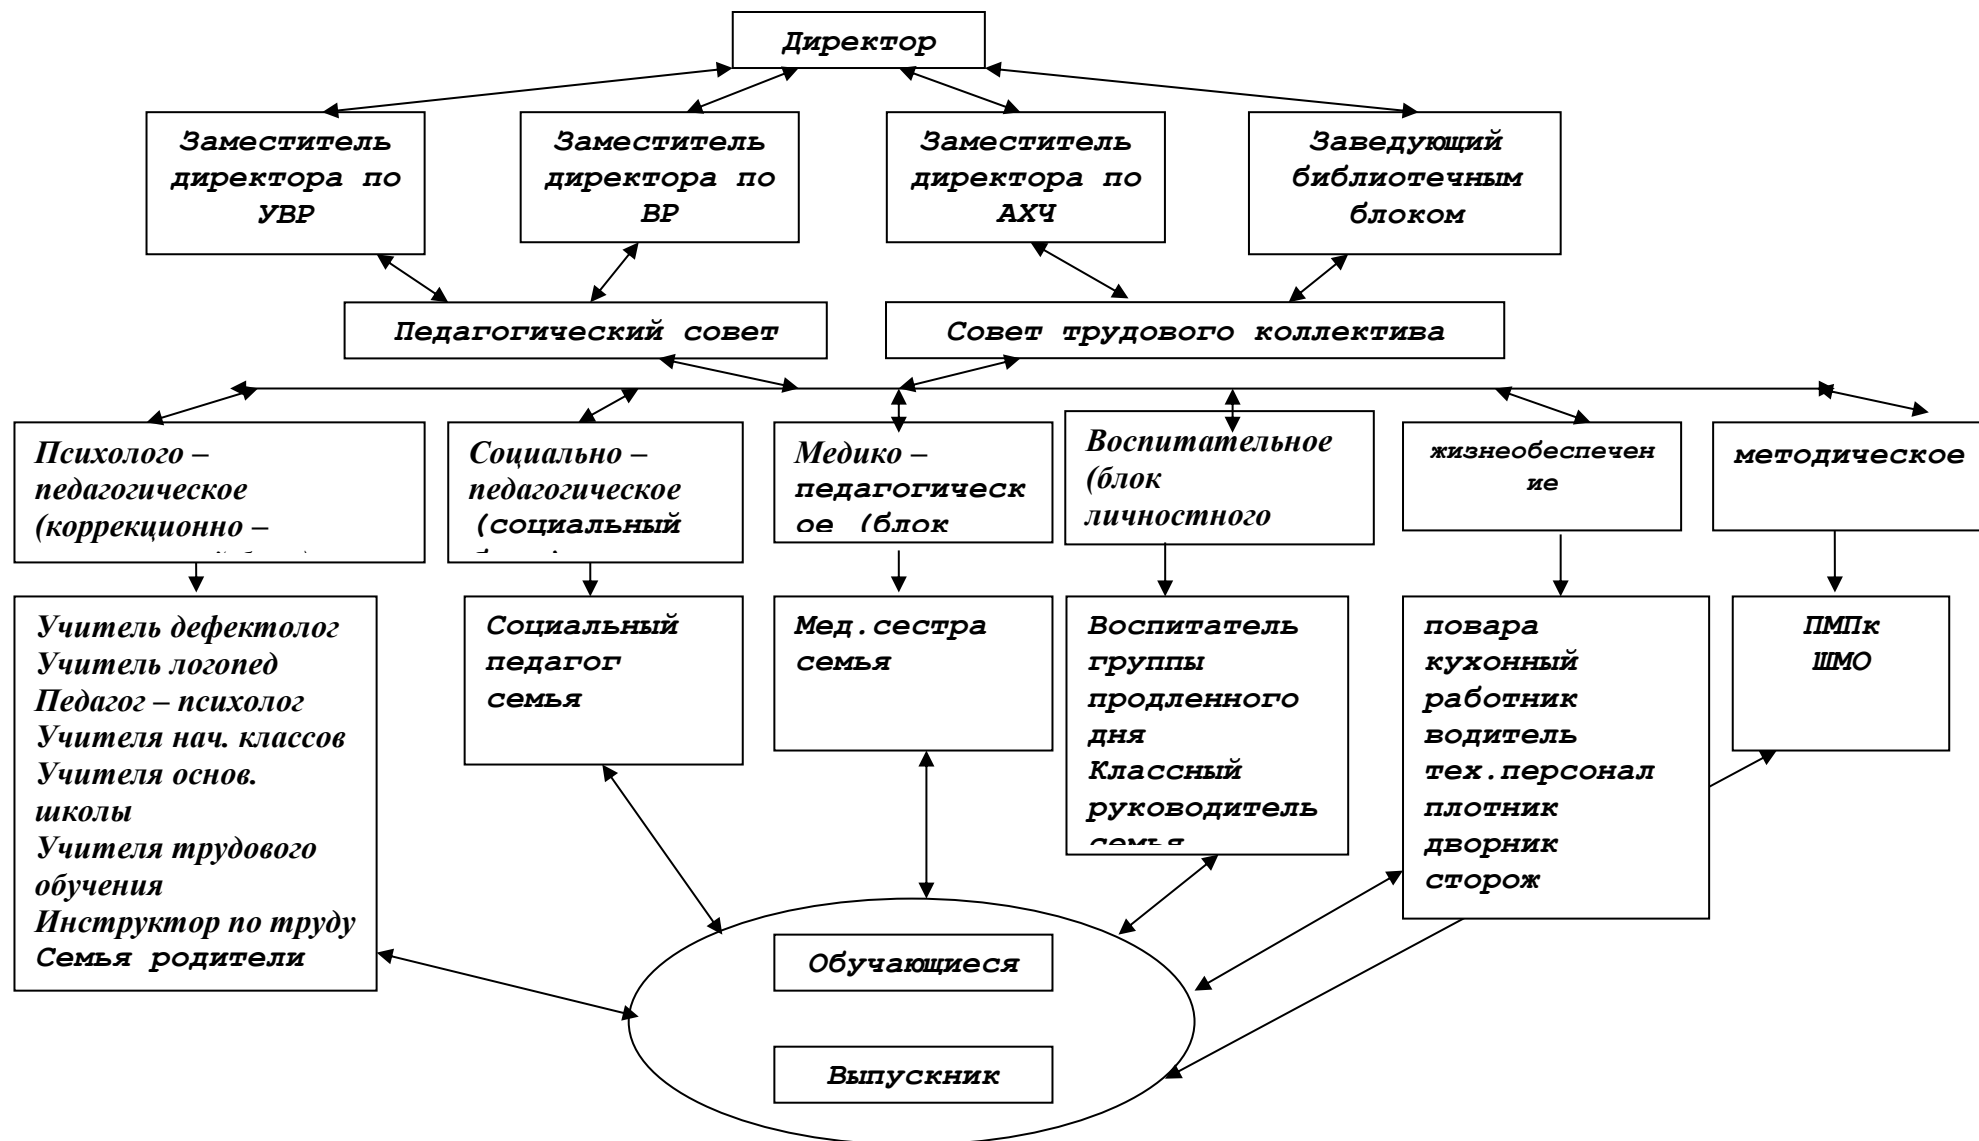 Директор
Заместитель
директора по
УВР
Заместитель
директора по
ВР
Заместитель
директора по
АХЧ
Заведующий
библиотечным
блоком
Педагогический совет
Совет трудового коллектива
Психолого –
педагогическое
(коррекционно –
Социально –
педагогическое
(социальный
Медико –
педагогическ
ое (блок
Воспитательное
(блок
личностного
жизнеобеспечен
ие
методическое
Учитель дефектолог
Учитель логопед
Педагог – психолог
Учителя нач. классов
Учителя основ.
школы
Учителя трудового
обучения
Инструктор по труду
Семья родители
Социальный
педагог
семья
Мед.сестра
семья
Воспитатель
группы
продленного
дня
Классный
руководитель
семья
повара
кухонный
работник
водитель
тех.персонал
плотник
дворник
сторож
ПМПк
ШМО
Обучающиеся
Выпускник